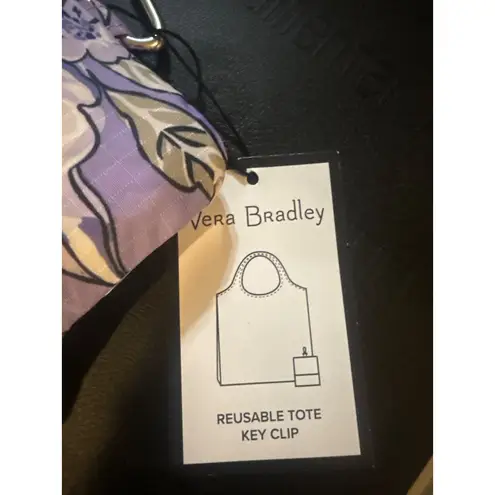 Vera Bradley
REUSABLE TOTE
KEY CLIP